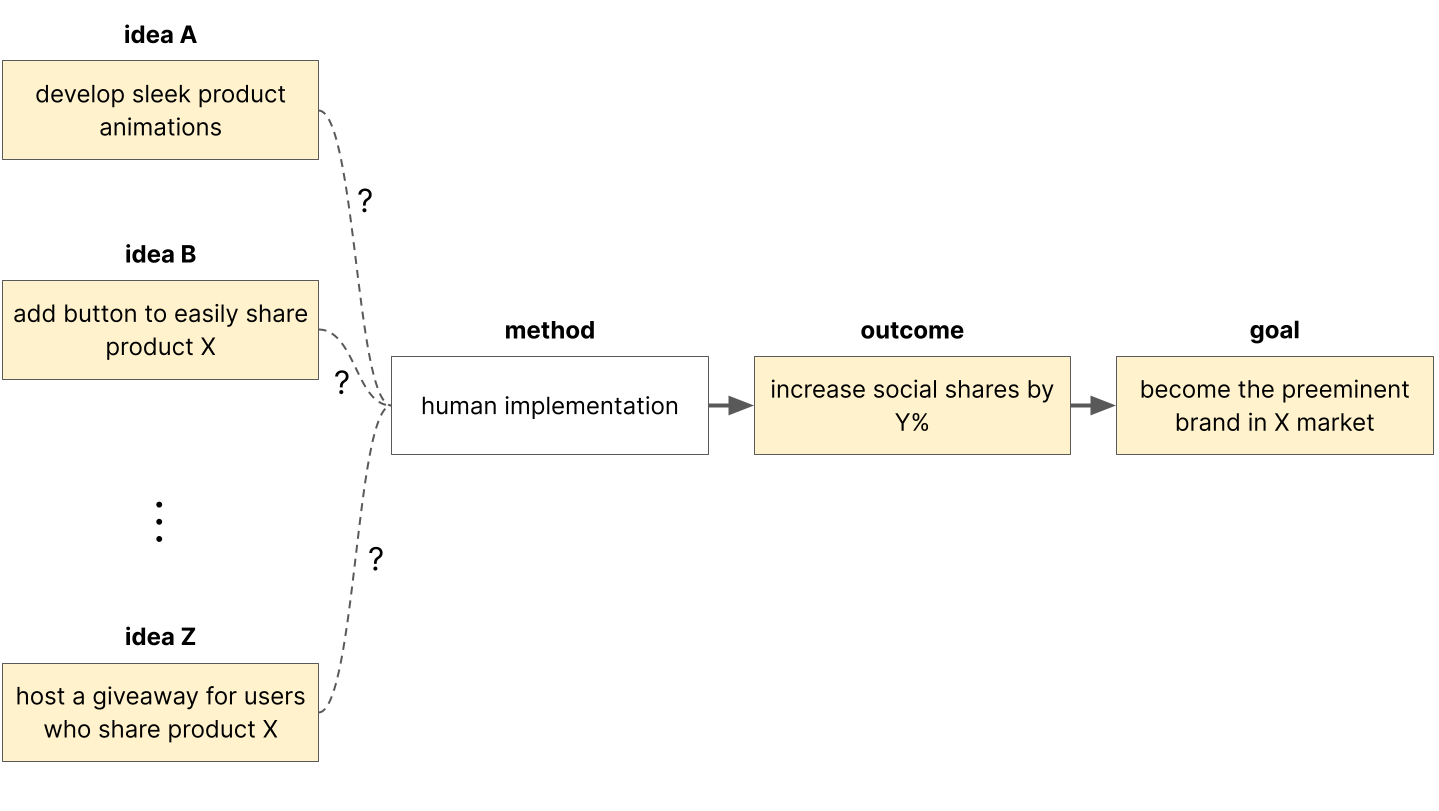 idea A
develop sleek product
animations
?
idea B
add button to easily share
product X
?
method
human implementation
outcome
increase social shares by
Y%
goal
become the preeminent
brand in X market
?
idea Z
host a giveaway for users
who share product X